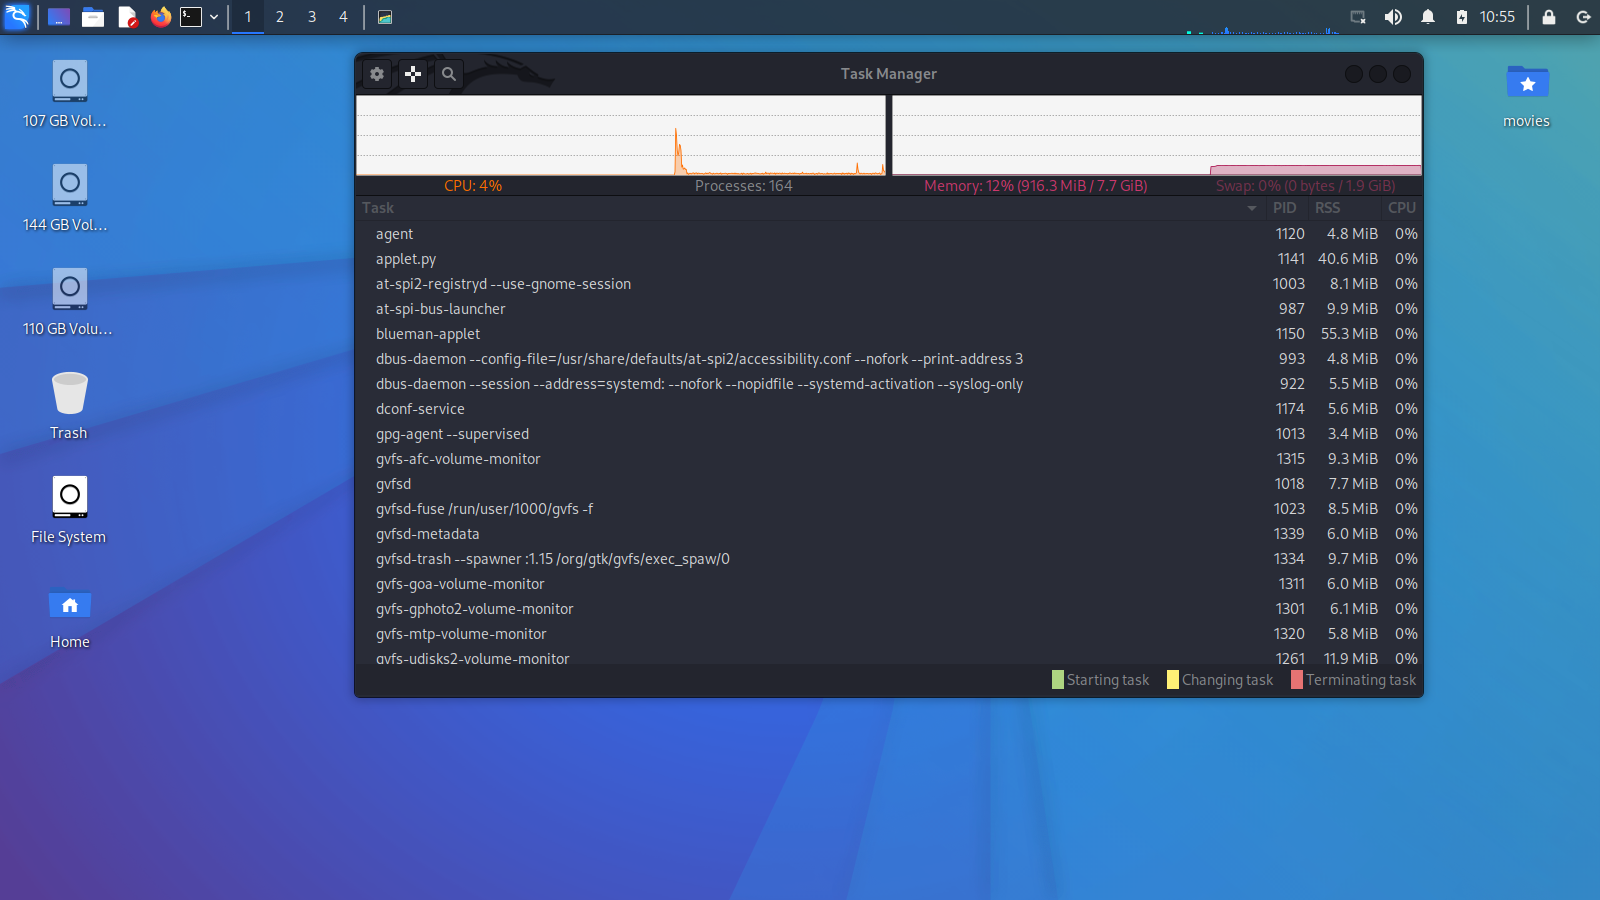 1 2 3 4
10:55
107 GB Vol...
144 GB Vol...
110 GB Volu...
Trash
File System
Home
movies
Task Manager
CPU: 4% Processes: 164 Memory: 12% (916.3 MiB / 7.7 GiB) Swap: 0% (0 bytes / 1.9 GiB)
Task PID RSS CPU
agent 1120 4.8 MiB 0%
applet.py 1141 40.6 MiB 0%
at-spi2-registryd --use-gnome-session 1003 8.1 MiB 0%
at-spi-bus-launcher 987 9.9 MiB 0%
blueman-applet 1150 55.3 MiB 0%
dbus-daemon --config-file=/usr/share/defaults/at-spi2/accessibility.conf --nofork --print-address 3 993 4.8 MiB 0%
dbus-daemon --session --address=systemd: --nofork --nopidfile --systemd-activation --syslog-only 922 5.5 MiB 0%
dconf-service 1174 5.6 MiB 0%
gpg-agent --supervised 1013 3.4 MiB 0%
gvfs-afc-volume-monitor 1315 9.3 MiB 0%
gvfsd 1018 7.7 MiB 0%
gvfsd-fuse /run/user/1000/gvfs -f 1023 8.5 MiB 0%
gvfsd-metadata 1339 6.0 MiB 0%
gvfsd-trash --spawner :1.15 /org/gtk/gvfs/exec_spaw/0 1334 9.7 MiB 0%
gvfs-goa-volume-monitor 1311 6.0 MiB 0%
gvfs-gphoto2-volume-monitor 1301 6.1 MiB 0%
gvfs-mtp-volume-monitor 1320 5.8 MiB 0%
gvfs-udisks2-volume-monitor 1261 11.9 MiB 0%
Starting task Changing task Terminating task